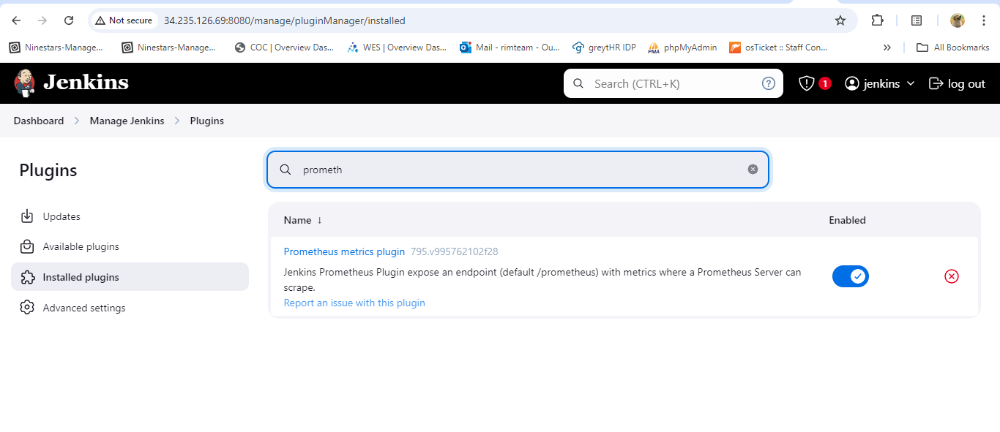 Not secure 34.235.126.69:8080/manage/pluginManager/installed
Ninestars-Manage... Ninestars-Manage... COC | Overview Das... WES | Overview Das... Mail - rimteam - Ou... greytHR IDP phpMyAdmin osTicket :: Staff Con... » All Bookmarks
Jenkins Search (CTRL+K) ? 1 jenkins log out
Dashboard Manage Jenkins Plugins
Plugins
prometh
Updates
Available plugins
Installed plugins
Advanced settings
Name ↓ Enabled
Prometheus metrics plugin 795.v995762102f28
Jenkins Prometheus Plugin expose an endpoint (default /prometheus) with metrics where a Prometheus Server can
scrape.
Report an issue with this plugin